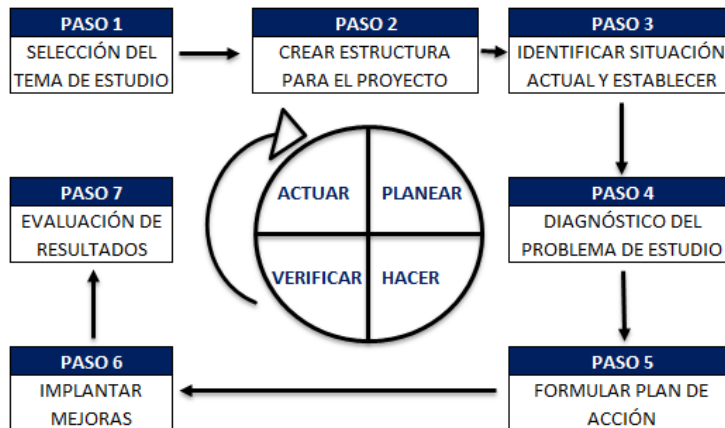 PASO 1
SELECCIÓN DEL
TEMA DE ESTUDIO
PASO 2
CREAR ESTRUCTURA
PARA EL PROYECTO
PASO 3
IDENTIFICAR SITUACIÓN
ACTUAL Y ESTABLECER
ACTUAR
PLANEAR
VERIFICAR
HACER
PASO 4
DIAGNÓSTICO DEL
PROBLEMA DE ESTUDIO
PASO 5
FORMULAR PLAN DE
ACCIÓN
PASO 6
IMPLANTAR
MEJORAS
PASO 7
EVALUACIÓN DE
RESULTADOS